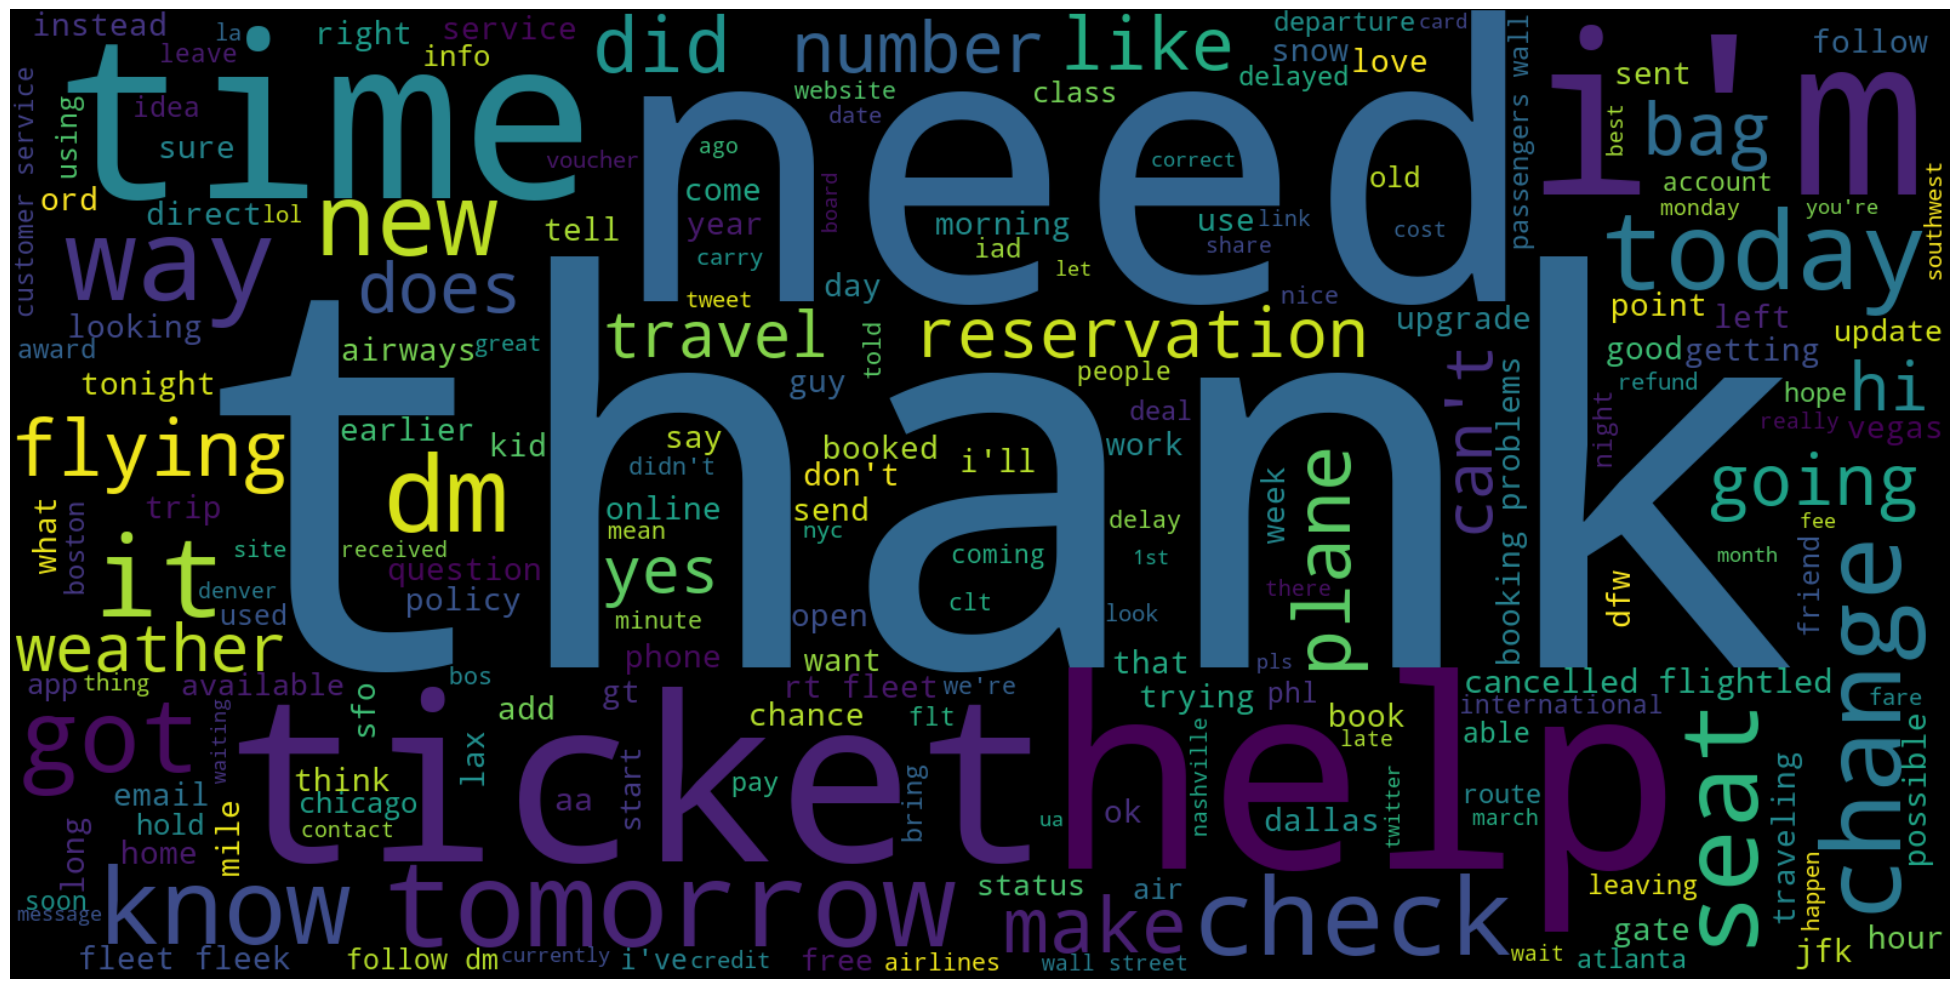 instead
la
leave
right
service
info
did
number
like
departure
card
snow
delayed
love
passengers wall
i'm
follow
sent
time
need
customer service
using
idea
sure
website
date
class
best
bag
voucher
ago
correct
old
account
ord
direct
lol
new
tell
come
year
board
morning
iad
use
link
share
cost
monday
you're
southwest
way
does
carry
let
today
looking
tweet
day
nice
point
left
update
award
airways
great
travel
told
reservation
upgrade
good
getting
tonight
thank
guy
people
can't
refund
hope
hi
flying
earlier
kid
say
booked
deal
work
night
really
vegas
dm
didn't
don't
i'll
week
plane
booking problems
going
what
boston
trip
online
send
delay
fee
it
site
received
mean
nyc
coming
1st
month
denver
question
yes
there
friend
change
used
policy
minute
open
clt
look
dfw
weather
phone
want
that
pls
app
thing
available
bos
gt
rt fleet
we're
trying
phl
cancelled flightled
sfo
add
chance
flt
book
international
fare
got
waiting
ticket
help
late
able
seat
lax
think
start
pay
nashville
possible
email
chicago
aa
bring
ok
twitter
route
traveling
hold
contact
ua
dallas
march
long
home
mile
know
tomorrow
status
air
check
leaving
happen
soon
message
make
gate
hour
fleet fleek
follow dm
currently
i've
credit
free
airlines
wall street
wait
atlanta
jfk